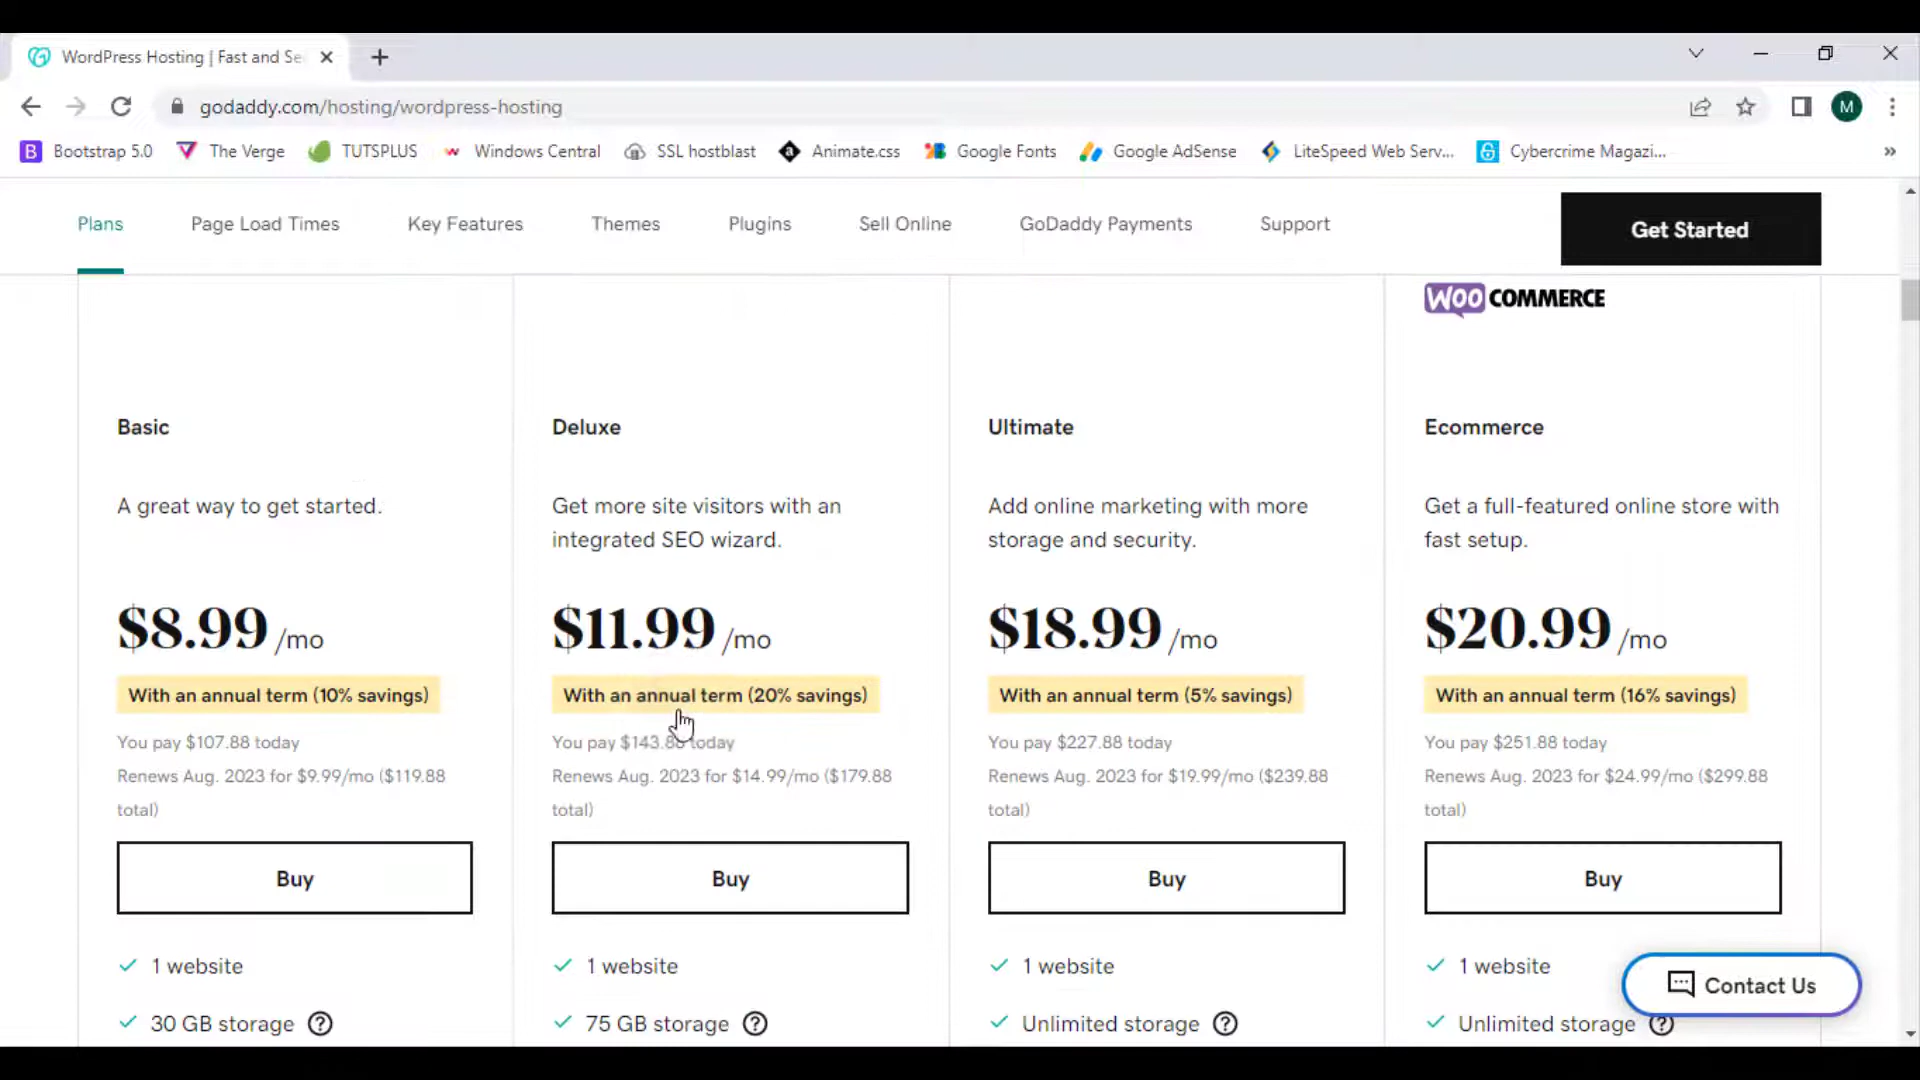 WordPress Hosting | Fast and Se
godaddy.com/hosting/wordpress-hosting
M
B Bootstrap 5.0
The Verge
TUTSPLUS
w Windows Central
SSL hostblast
a Animate.css
Google Fonts
Google AdSense
LiteSpeed Web Serv...
Cybercrime Magazi...
»
Plans
Page Load Times
Key Features
Themes
Plugins
Sell Online
GoDaddy Payments
Support
Get Started
WOO COMMERCE
Basic
A great way to get started.
$8.99 /mo
With an annual term (10% savings)
You pay $107.88 today
Renews Aug. 2023 for $9.99/mo ($119.88
total)
Buy
1 website
30 GB storage ?
Deluxe
Get more site visitors with an
integrated SEO wizard.
$11.99 /mo
With an annual term (20% savings)
You pay $143.88 today
Renews Aug. 2023 for $14.99/mo ($179.88
total)
Buy
1 website
75 GB storage ?
Ultimate
Add online marketing with more
storage and security.
$18.99 /mo
With an annual term (5% savings)
You pay $227.88 today
Renews Aug. 2023 for $19.99/mo ($239.88
total)
Buy
1 website
Unlimited storage ?
Ecommerce
Get a full-featured online store with
fast setup.
$20.99 /mo
With an annual term (16% savings)
You pay $251.88 today
Renews Aug. 2023 for $24.99/mo ($299.88
total)
Buy
1 website
Unlimited storage ?
Contact Us